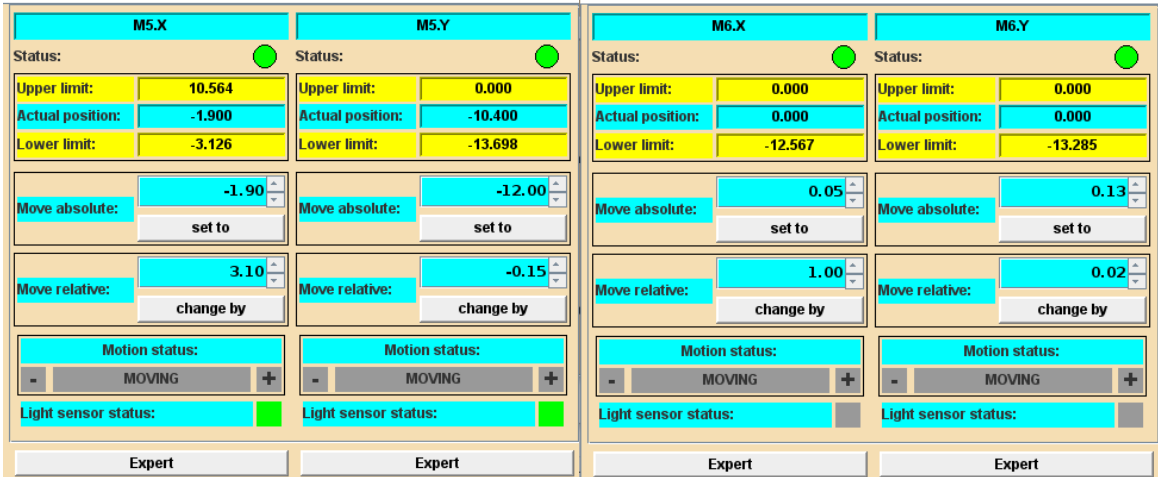 M5.X M5.Y M6.X M6.Y
Status: Status: Status: Status:
Upper limit: 10.564 Upper limit: 0.000 Upper limit: 0.000 Upper limit: 0.000
Actual position: -1.900 Actual position: -10.400 Actual position: 0.000 Actual position: 0.000
Lower limit: -3.126 Lower limit: -13.698 Lower limit: -12.567 Lower limit: -13.285
-1.90 -12.00 0.05 0.13
Move absolute: Move absolute: Move absolute: Move absolute:
set to set to set to set to
3.10 -0.15 1.00 0.02
Move relative: Move relative: Move relative: Move relative:
change by change by change by change by
Motion status: Motion status: Motion status: Motion status:
- MOVING + - MOVING + - MOVING + - MOVING +
Light sensor status: Light sensor status: Light sensor status: Light sensor status:
Expert Expert Expert Expert